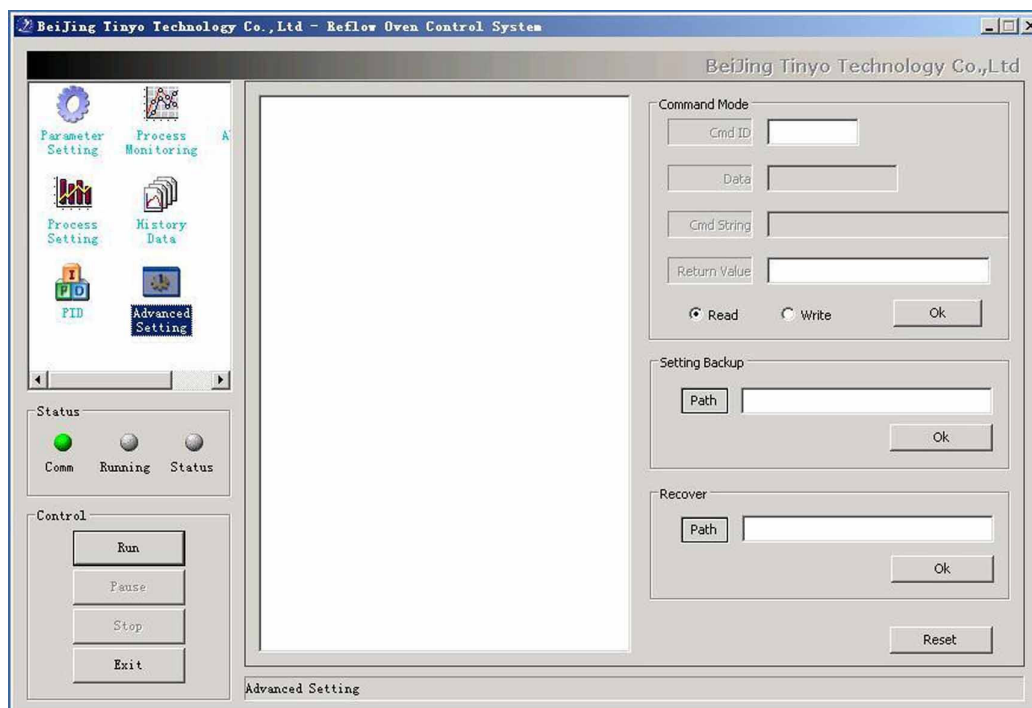 BeiJing Tinyo Technology Co.,Ltd - Reflow Oven Control System
BeiJing Tinyo Technology Co.,Ltd
Parameter
Setting
Process
Monitoring
A
Process
Setting
History
Data
I
P D
PID
Advanced
Setting
Status
Comm
Running
Status
Control
Run
Pause
Stop
Exit
Command Mode
Cmd ID
Data
Cmd String
Return Value
Read
Write
Ok
Setting Backup
Path
Ok
Recover
Path
Ok
Reset
Advanced Setting